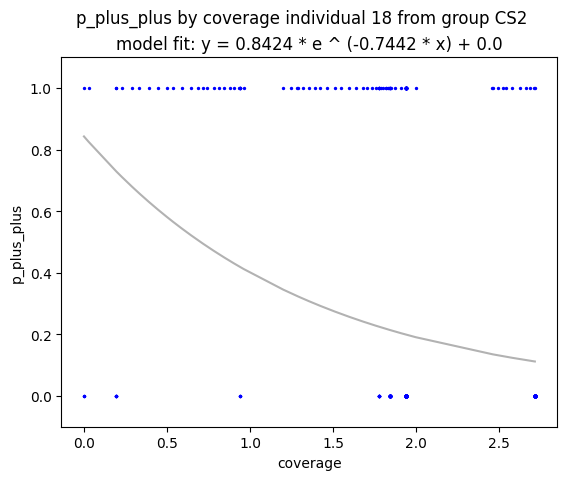 p_plus_plus by coverage individual 18 from group CS2
model fit: y = 0.8424 * e ^ (-0.7442 * x) + 0.0
1.0
0.8
0.6
0.4
0.2
0.0
p_plus_plus
0.0 0.5 1.0 1.5 2.0 2.5
coverage